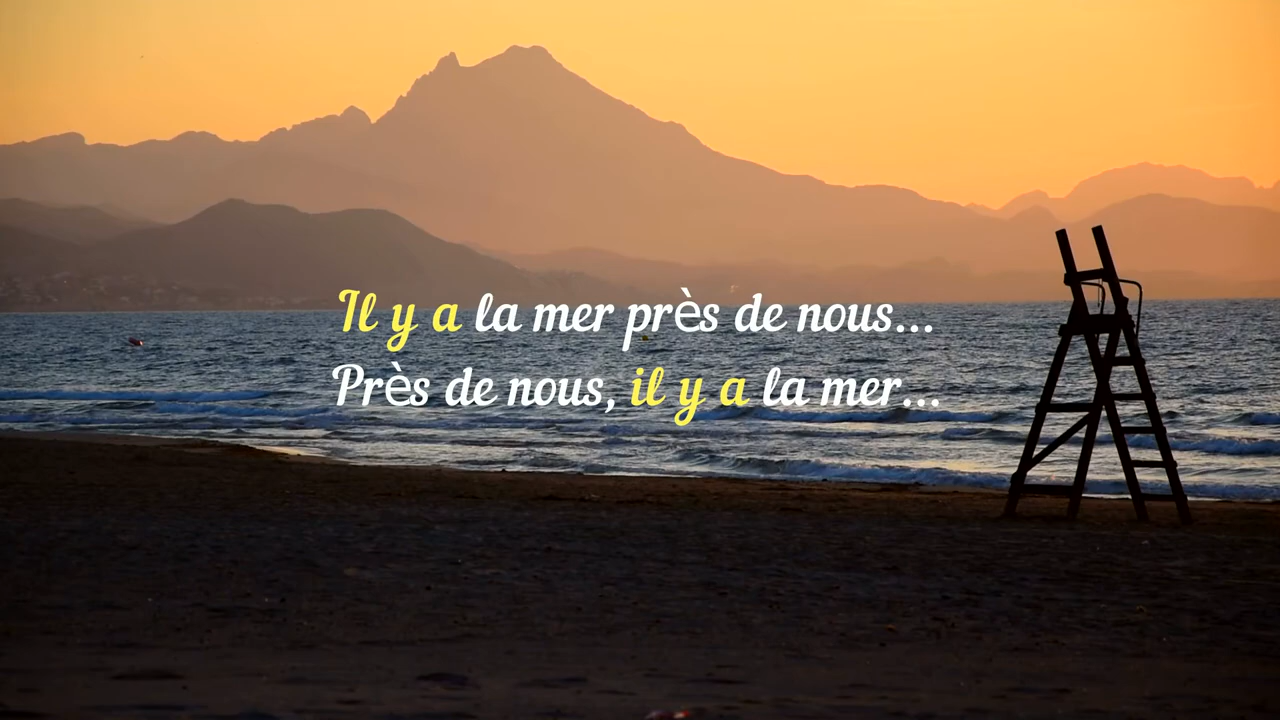 Il y a la mer près de nous...
Près de nous, il y a la mer...